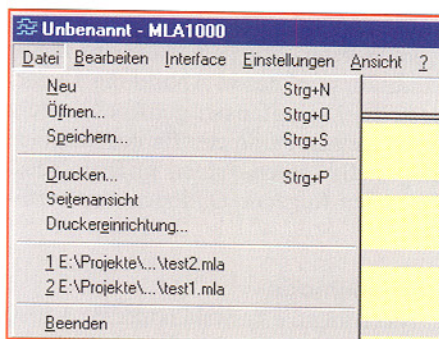 Unbenannt - MLA1000
Datei Bearbeiten Interface Einstellungen Ansicht ?
Neu Strg+N
Öffnen... Strg+O
Speichern... Strg+S
Drucken... Strg+P
Seitenansicht
Druckereinrichtung...
1 E:\Projekte\...\test2.mla
2 E:\Projekte\...\test1.mla
Beenden